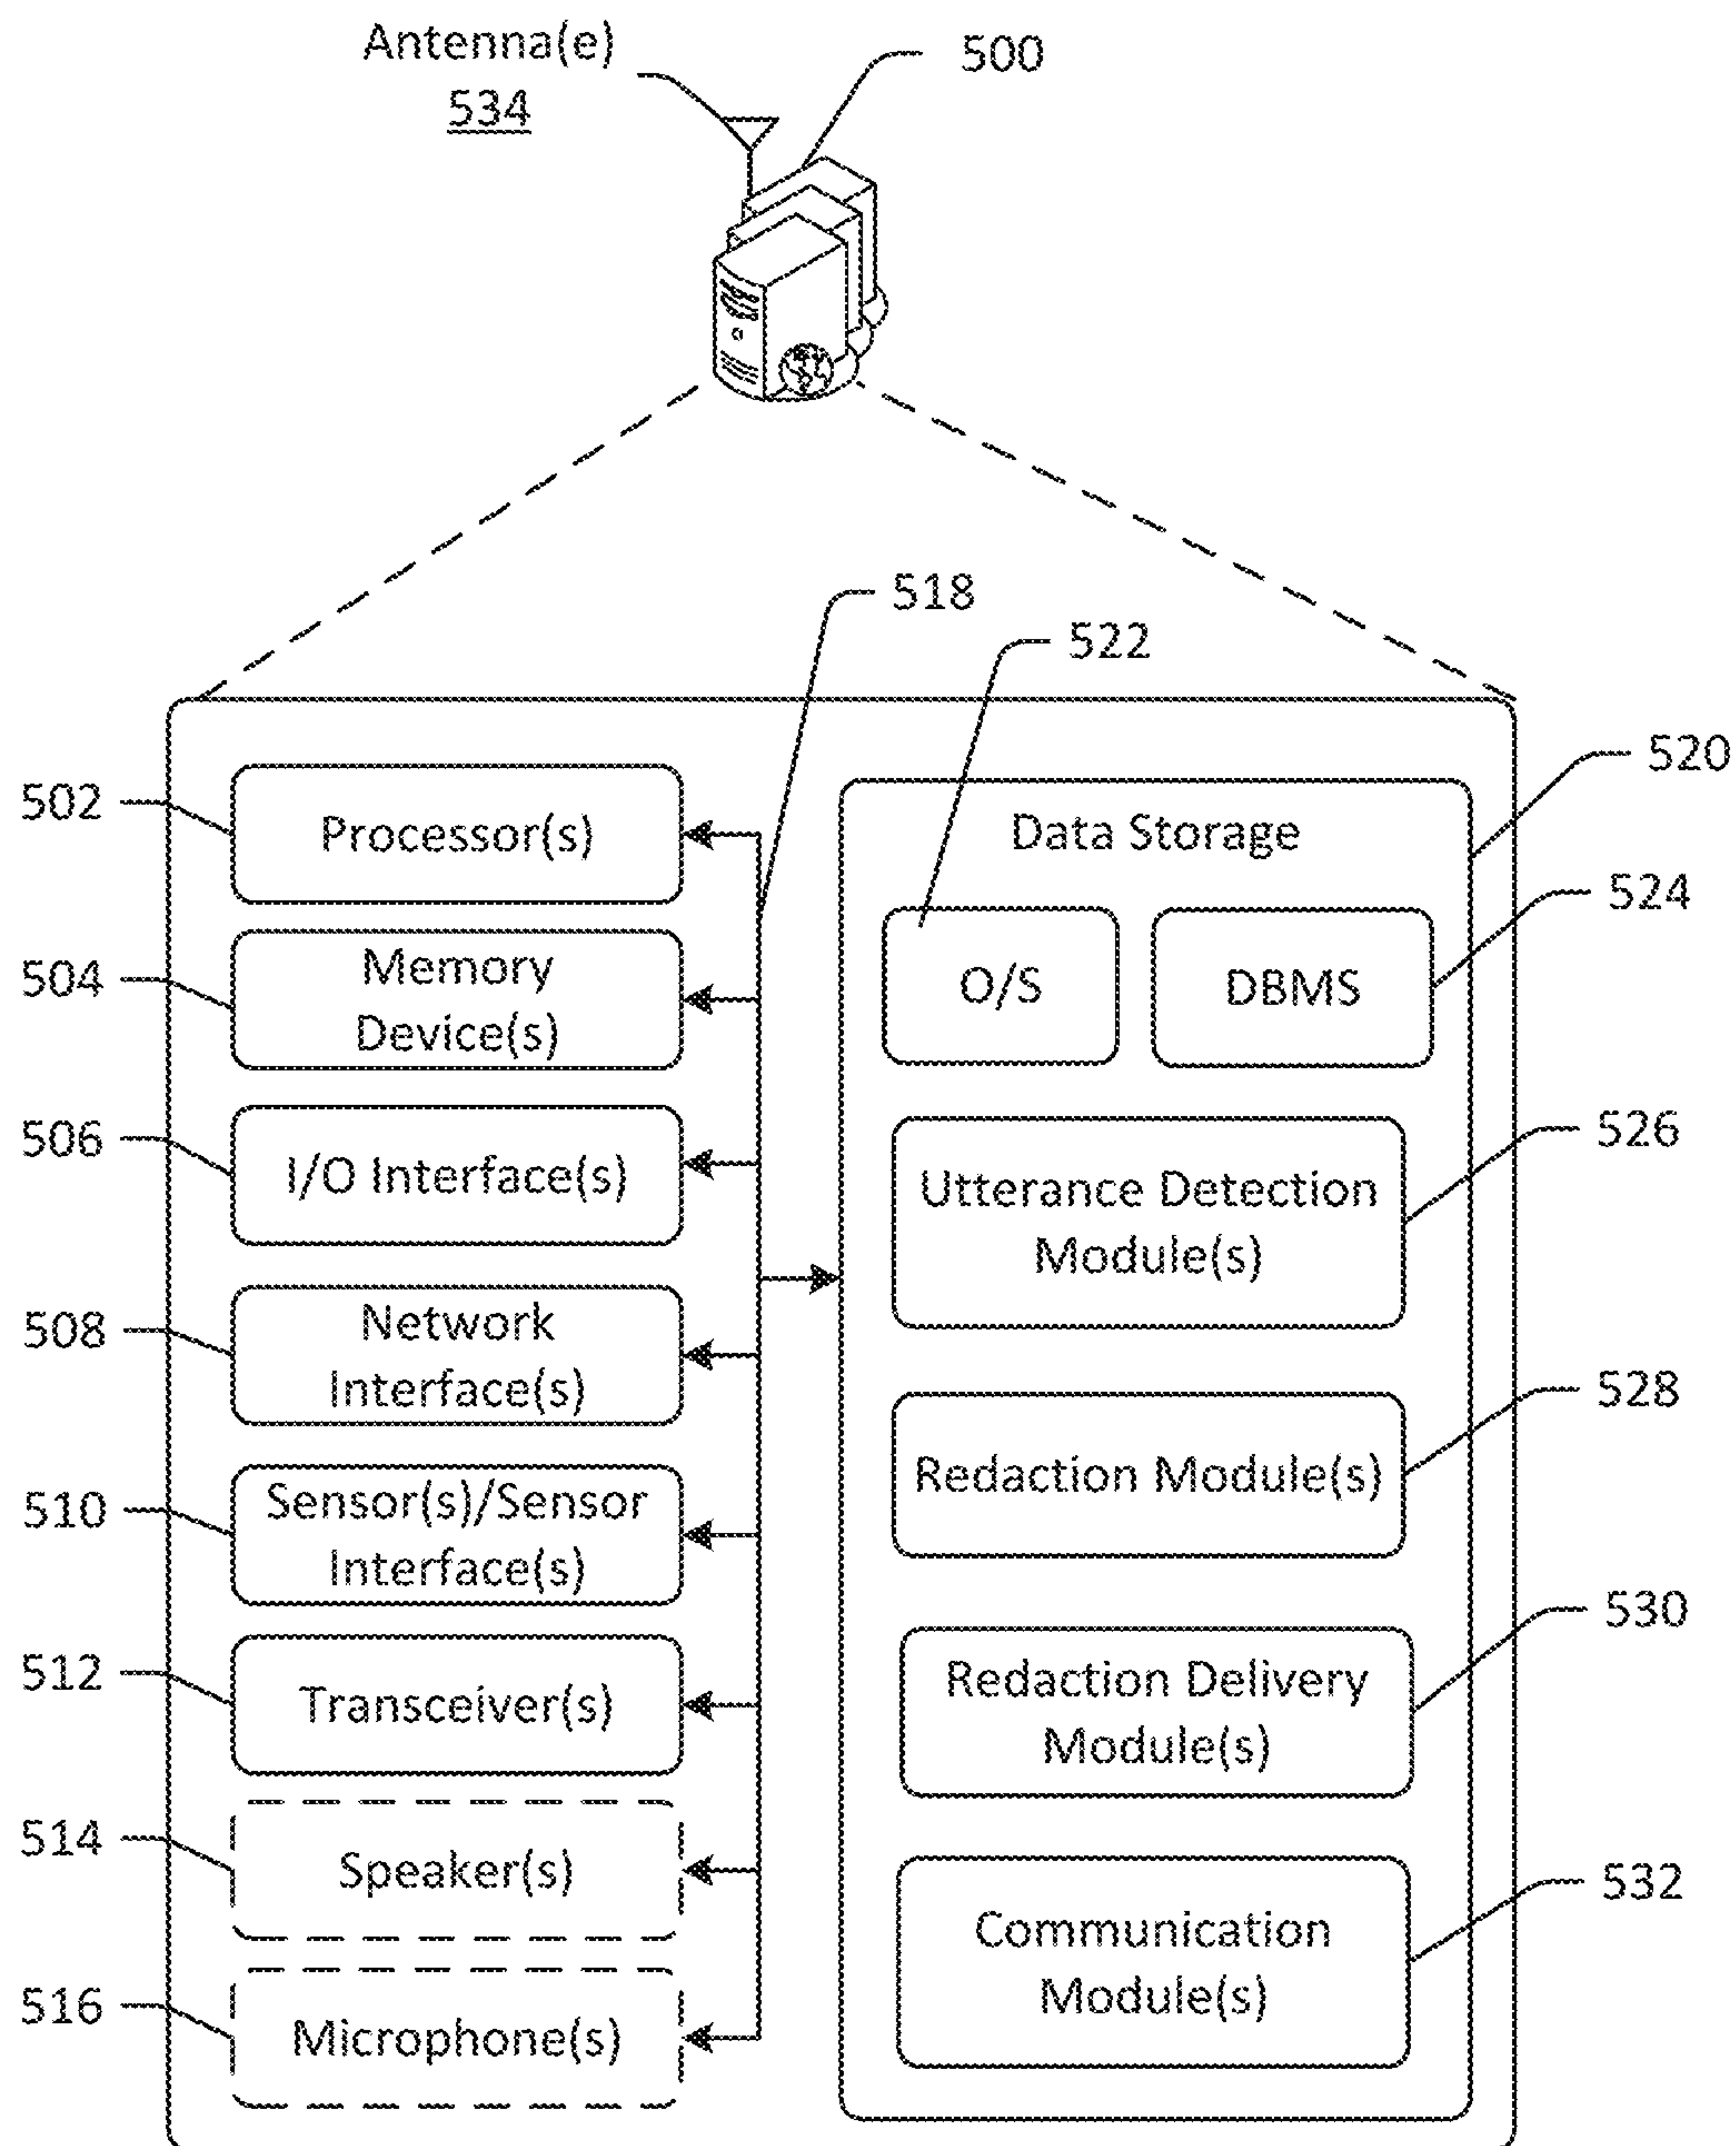 Antenna(e)
534
500
518
522
520
502
Processor(s)
Data Storage
524
504
Memory
Device(s)
O/S
DBMS
506
I/O Interface(s)
526
Utterance Detection
Module(s)
508
Network
Interface(s)
528
Redaction Module(s)
510
Sensor(s)/Sensor
Interface(s)
530
Redaction Delivery
Module(s)
512
Transceiver(s)
514
Speaker(s)
532
Communication
Module(s)
516
Microphone(s)